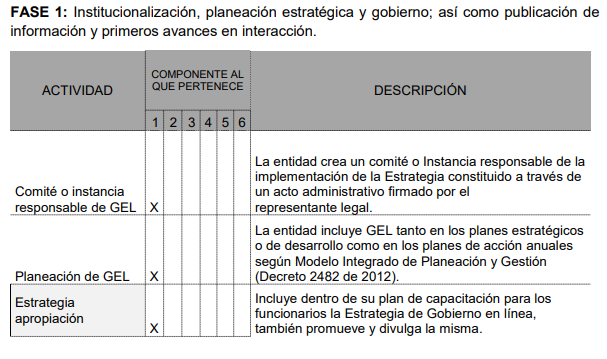 FASE 1: Institucionalización, planeación estratégica y gobierno; así como publicación de
información y primeros avances en interacción.
ACTIVIDAD
COMPONENTE AL
QUE PERTENECE
DESCRIPCIÓN
1 2 3 4 5 6
Comité o instancia
responsable de GEL
X
La entidad crea un comité o Instancia responsable de la
implementación de la Estrategia constituido a través de
un acto administrativo firmado por el
representante legal.
Planeación de GEL
X
La entidad incluye GEL tanto en los planes estratégicos
o de desarrollo como en los planes de acción anuales
según Modelo Integrado de Planeación y Gestión
(Decreto 2482 de 2012).
Estrategia
apropiación
X
Incluye dentro de su plan de capacitación para los
funcionarios la Estrategia de Gobierno en línea,
también promueve y divulga la misma.